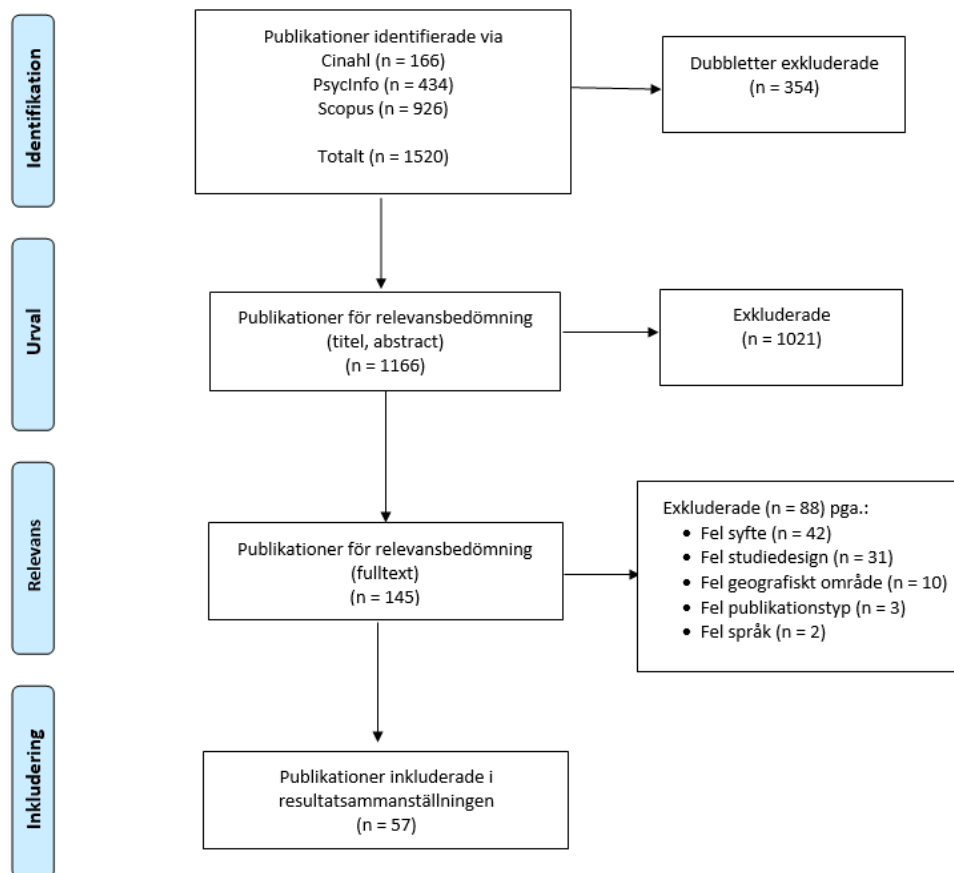 Identifikation
Publikationer identifierade via
Cinahl (n = 166)
PsycInfo (n = 434)
Scopus (n = 926)
Totalt (n = 1520)
Dubbletter exkluderade
(n = 354)
Urval
Publikationer för relevansbedömning
(titel, abstract)
(n = 1166)
Exkluderade
(n = 1021)
Relevans
Publikationer för relevansbedömning
(fulltext)
(n = 145)
Exkluderade (n = 88) pga.:
• Fel syfte (n = 42)
• Fel studiedesign (n = 31)
• Fel geografiskt område (n = 10)
• Fel publikationstyp (n = 3)
• Fel språk (n = 2)
Inkludering
Publikationer inkluderade i
resultatsammanställningen
(n = 57)